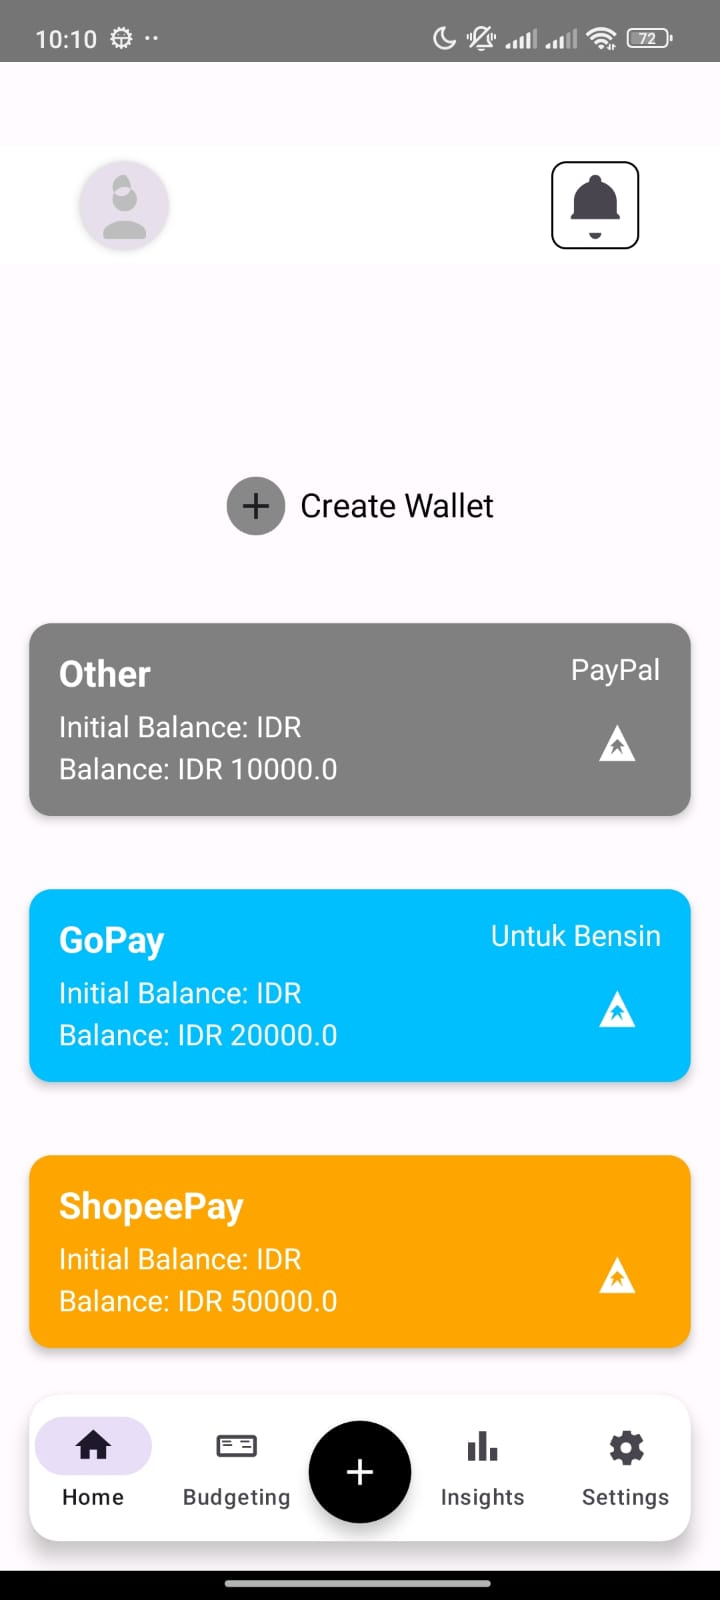 10:10
72
Create Wallet
Other
PayPal
Initial Balance: IDR
Balance: IDR 10000.0
GoPay
Untuk Bensin
Initial Balance: IDR
Balance: IDR 20000.0
ShopeePay
Initial Balance: IDR
Balance: IDR 50000.0
Home
Budgeting
Insights
Settings